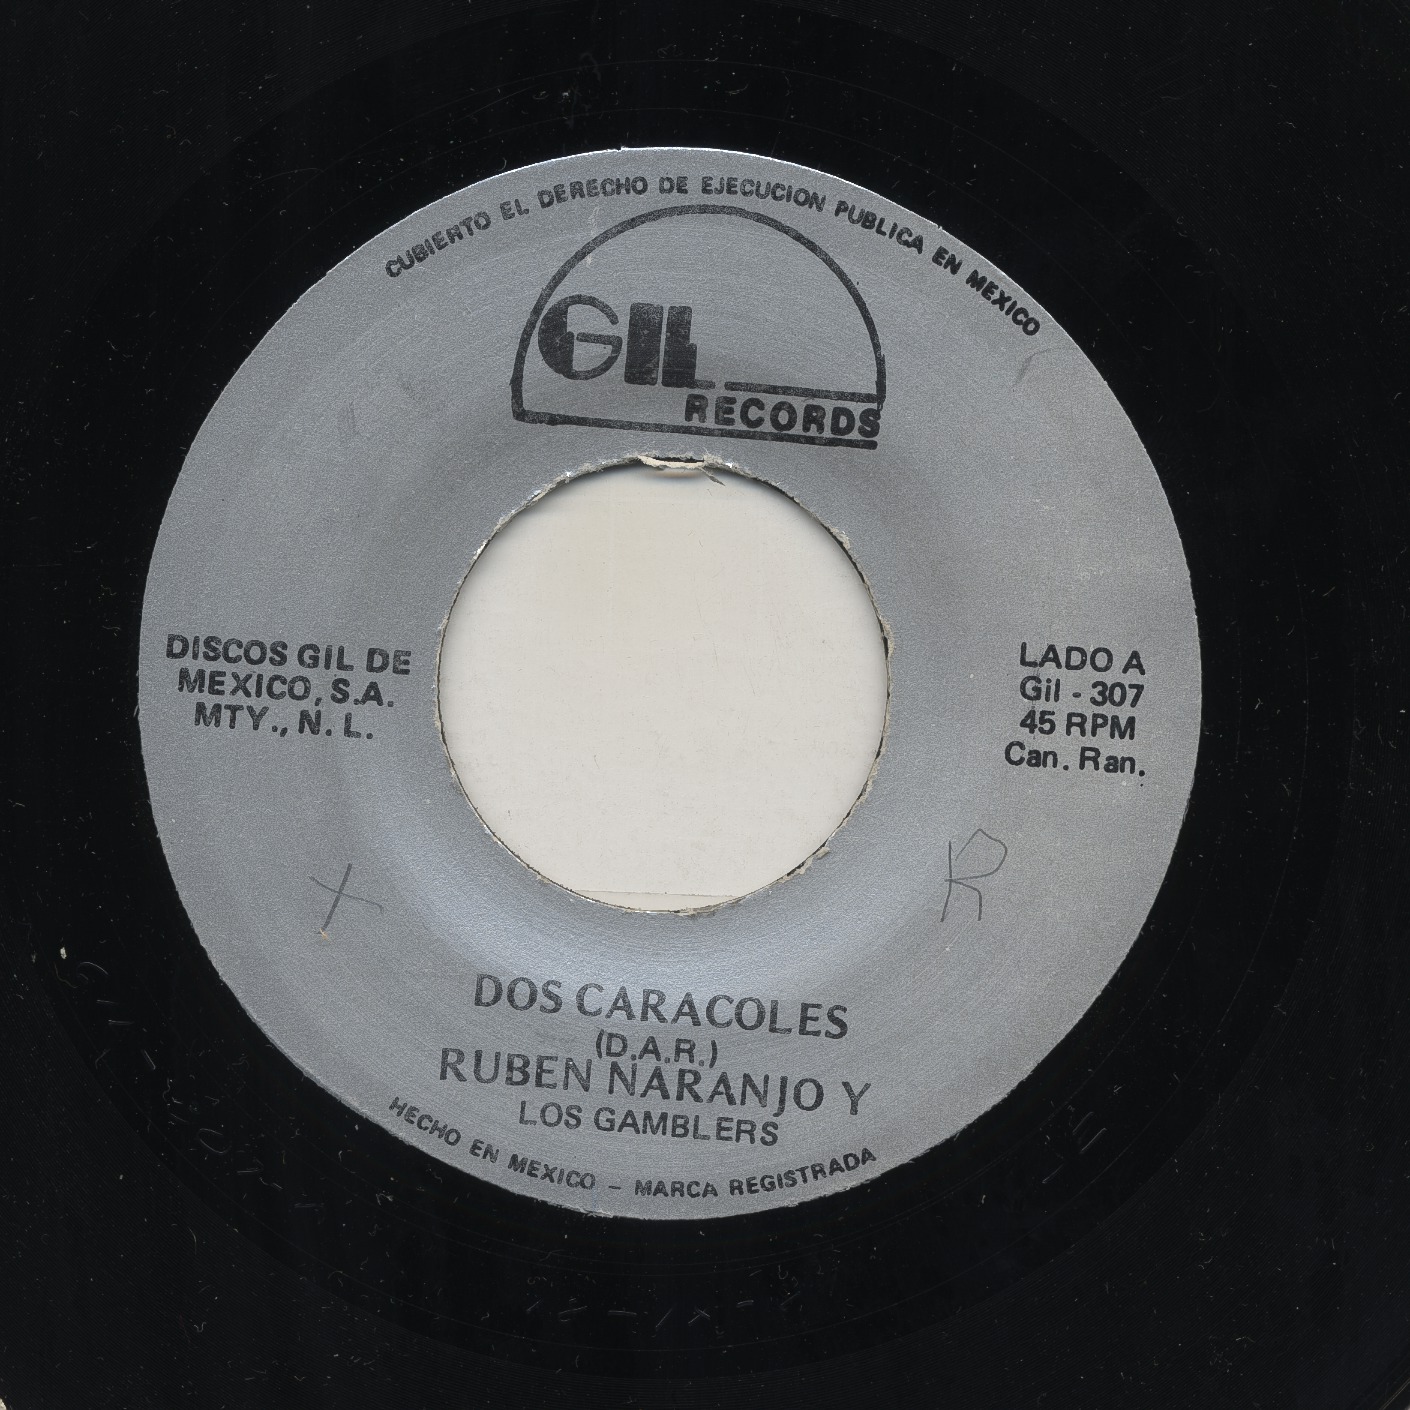 CUBIERTO EL DERECHO DE EJECUCION PUBLICA EN MEXICO
GIL
RECORDS
DISCOS GIL DE
MEXICO, S.A.
MTY., N. L.
LADO A
Gil - 307
45 RPM
Can. Ran.
X
R
DOS CARACOLES
(D.A.R.)
RUBEN NARANJO Y
LOS GAMBLERS
HECHO EN MEXICO - MARCA REGISTRADA